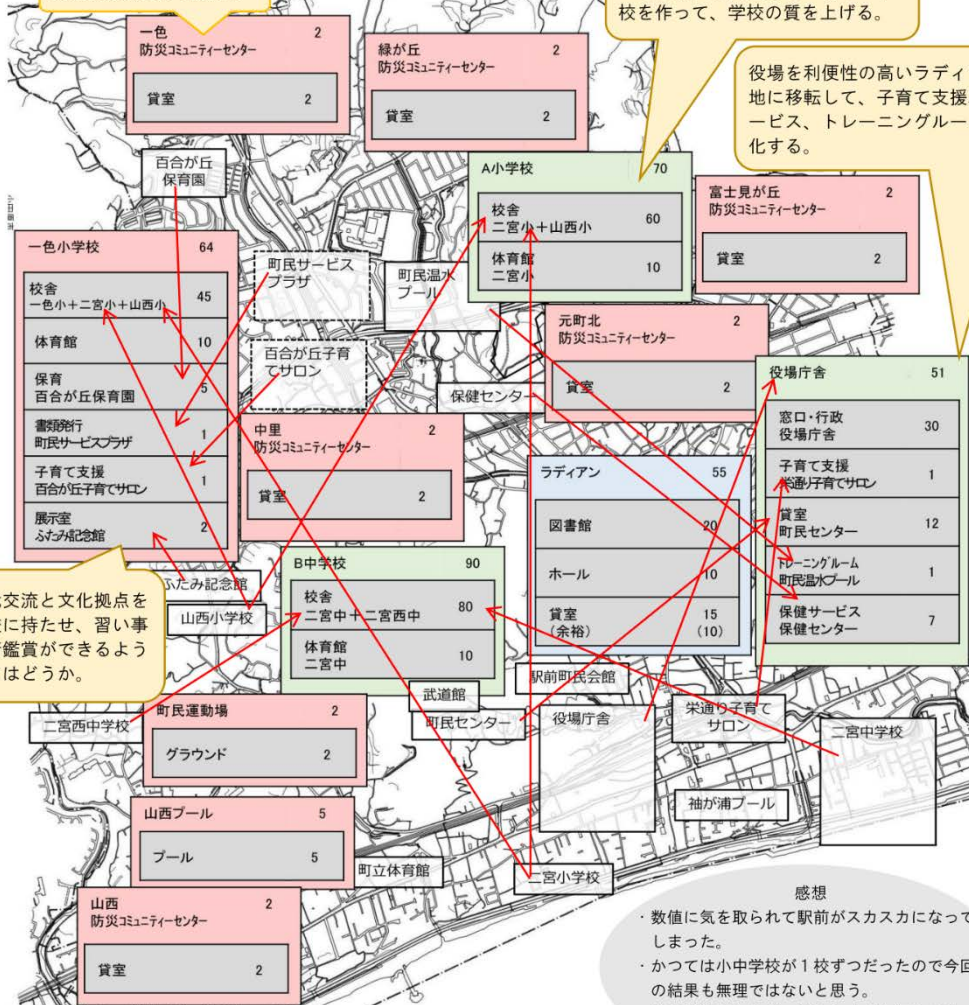 校を作って、学校の質を上げる。
一色 2
防災コミュニティーセンター
貸室 2
緑が丘 2
防災コミュニティーセンター
貸室 2
役場を利便性の高いラディ
地に移転して、子育て支援
ービス、トレーニングルー
化する。
百合が丘
保育園
A小学校 70
校舎 60
二宮小+山西小
体育館 10
二宮小
富士見が丘 2
防災コミュニティーセンター
貸室 2
一色小学校 64
校舎 45
一色小+二宮小+山西小
体育館 10
保育 5
百合が丘保育園
書類発行 1
町民サービスプラザ
子育て支援 1
百合が丘子育てサロン
展示室 2
ふたみ記念館
町民サービス
プラザ
町民温水
プール
百合が丘子育
てサロン
保健センター
元町北 2
防災コミュニティーセンター
貸室 2
中里 2
防災コミュニティーセンター
貸室 2
ラディアン 55
図書館 20
ホール 10
貸室 15
(余裕) (10)
役場庁舎 51
窓口・行政 30
役場庁舎
子育て支援 1
栄通り子育てサロン
貸室 12
町民センター
トレーニングルーム 1
町民温水プール
保健サービス 7
保健センター
ふたみ記念館
山西小学校
交流と文化拠点を
に持たせ、習い事
鑑賞ができるよう
はどうか。
B中学校 90
校舎 80
二宮中+二宮西中
体育館 10
二宮中
武道館
駅前町民会館
二宮西中学校
町民センター
役場庁舎
栄通り子育て
サロン
二宮中学校
町民運動場 2
グラウンド 2
袖が浦プール
山西プール 5
プール 5
町立体育館
二宮小学校
山西 2
防災コミュニティーセンター
貸室 2
感想
・数値に気を取られて駅前がスカスカになって
しまった。
・かつては小中学校が1校ずつだったので今回
の結果も無理ではないと思う。